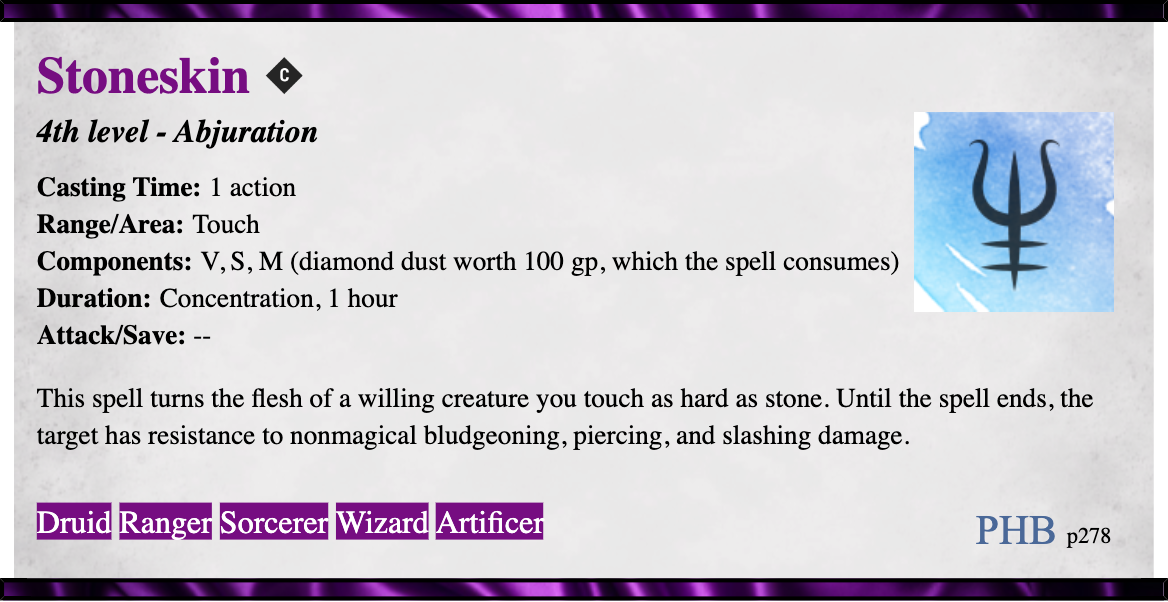 Stoneskin C
4th level - Abjuration
Casting Time: 1 action
Range/Area: Touch
Components: V, S, M (diamond dust worth 100 gp, which the spell consumes)
Duration: Concentration, 1 hour
Attack/Save: --
This spell turns the flesh of a willing creature you touch as hard as stone. Until the spell ends, the
target has resistance to nonmagical bludgeoning, piercing, and slashing damage.
Druid Ranger Sorcerer Wizard Artificer
PHB p278